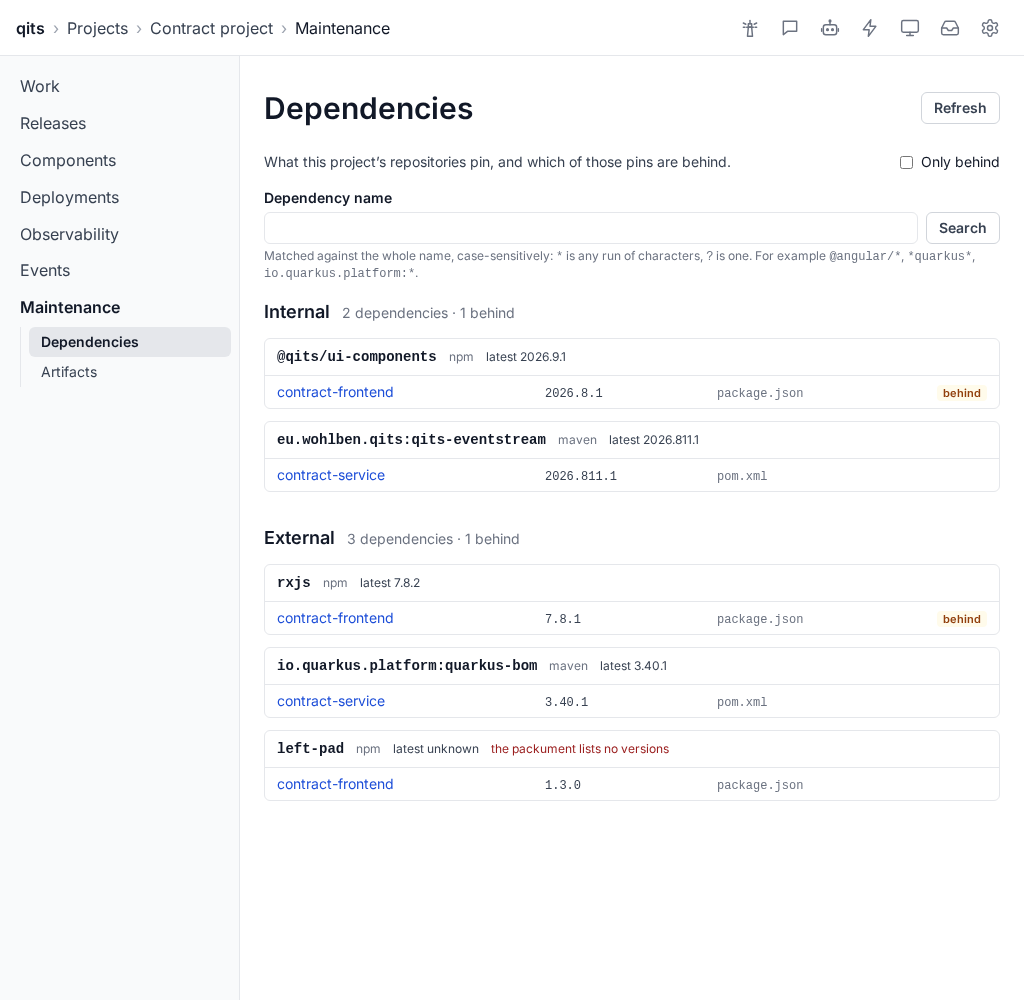 qits › Projects › Contract project › Maintenance
Work
Releases
Components
Deployments
Observability
Events
Maintenance
Dependencies
Artifacts
Dependencies
Refresh
What this project’s repositories pin, and which of those pins are behind.
Only behind
Dependency name
Search
Matched against the whole name, case-sensitively: * is any run of characters, ? is one. For example @angular/*, *quarkus*,
io.quarkus.platform:*.
Internal 2 dependencies · 1 behind
@qits/ui-components npm latest 2026.9.1
contract-frontend 2026.8.1 package.json behind
eu.wohlben.qits:qits-eventstream maven latest 2026.811.1
contract-service 2026.811.1 pom.xml
External 3 dependencies · 1 behind
rxjs npm latest 7.8.2
contract-frontend 7.8.1 package.json behind
io.quarkus.platform:quarkus-bom maven latest 3.40.1
contract-service 3.40.1 pom.xml
left-pad npm latest unknown the packument lists no versions
contract-frontend 1.3.0 package.json